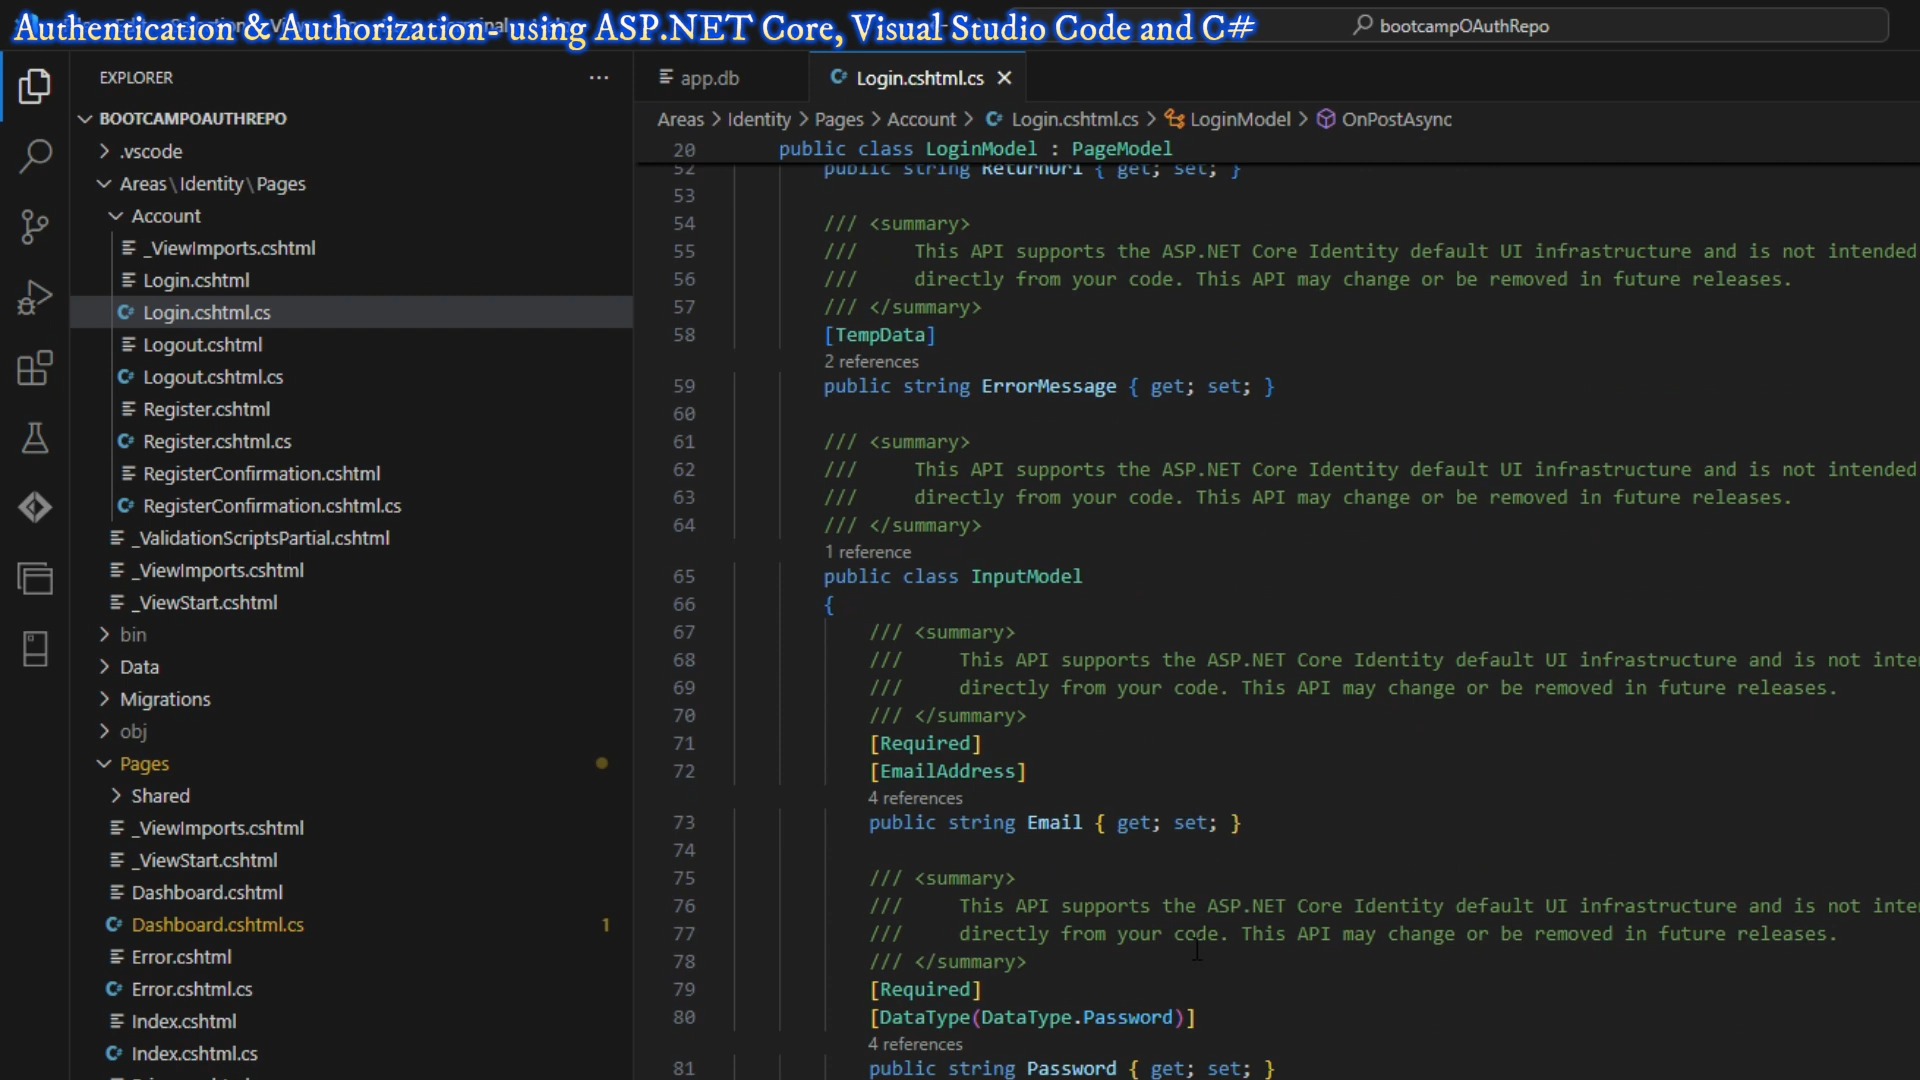 Authentication & Authorization- using ASP.NET Core, Visual Studio Code and C#
bootcampOAuthRepo
EXPLORER
app.db
Login.cshtml.cs
BOOTCAMPOAUTHREPO
.vscode
Areas\Identity\Pages
Account
_ViewImports.cshtml
Login.cshtml
Login.cshtml.cs
Logout.cshtml
Logout.cshtml.cs
Register.cshtml
Register.cshtml.cs
RegisterConfirmation.cshtml
RegisterConfirmation.cshtml.cs
_ValidationScriptsPartial.cshtml
_ViewImports.cshtml
_ViewStart.cshtml
bin
Data
Migrations
obj
Pages
Shared
_ViewImports.cshtml
_ViewStart.cshtml
Dashboard.cshtml
Dashboard.cshtml.cs 1
Error.cshtml
Error.cshtml.cs
Index.cshtml
Index.cshtml.cs
Areas > Identity > Pages > Account > Login.cshtml.cs > LoginModel > OnPostAsync
20 public class LoginModel : PageModel
52 public string ReturnUrl { get; set; }
53
54 /// <summary>
55 /// This API supports the ASP.NET Core Identity default UI infrastructure and is not intended
56 /// directly from your code. This API may change or be removed in future releases.
57 /// </summary>
58 [TempData]
2 references
59 public string ErrorMessage { get; set; }
60
61 /// <summary>
62 /// This API supports the ASP.NET Core Identity default UI infrastructure and is not intended
63 /// directly from your code. This API may change or be removed in future releases.
64 /// </summary>
1 reference
65 public class InputModel
66 {
67 /// <summary>
68 /// This API supports the ASP.NET Core Identity default UI infrastructure and is not inte
69 /// directly from your code. This API may change or be removed in future releases.
70 /// </summary>
71 [Required]
72 [EmailAddress]
4 references
73 public string Email { get; set; }
74
75 /// <summary>
76 /// This API supports the ASP.NET Core Identity default UI infrastructure and is not inte
77 /// directly from your code. This API may change or be removed in future releases.
78 /// </summary>
79 [Required]
80 [DataType(DataType.Password)]
4 references
81 public string Password { get; set; }